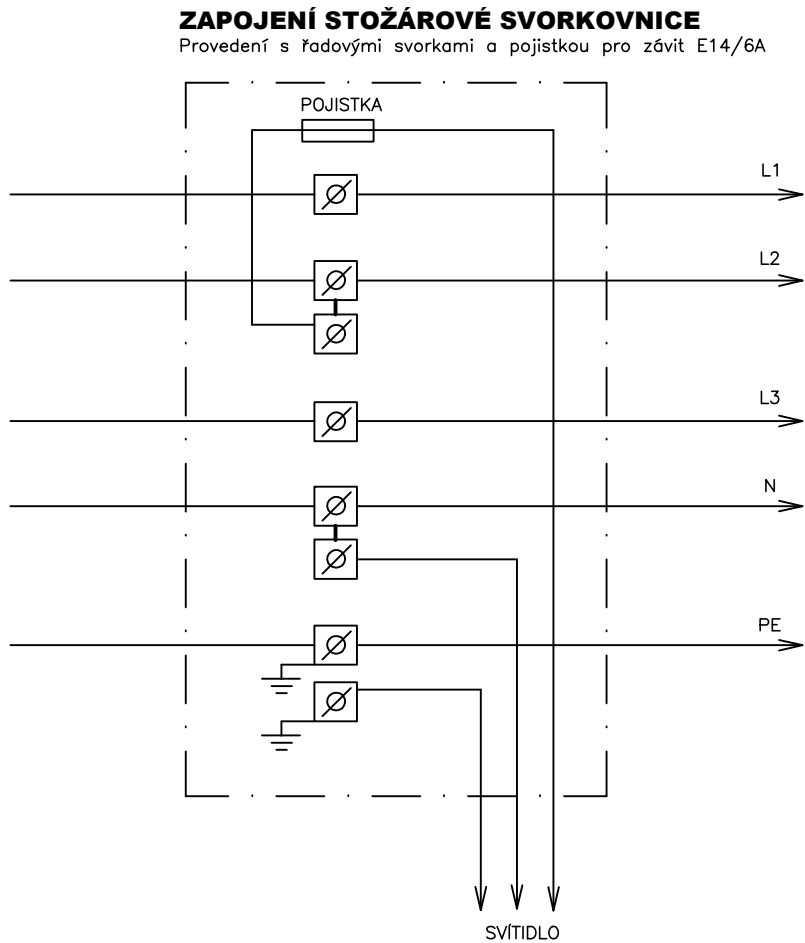 ZAPOJENÍ STOŽÁROVÉ SVORKOVNICE
Provedení s řadovými svorkami a pojistkou pro závit E14/6A
POJISTKA
L1
L2
L3
N
PE
SVÍTIDLO